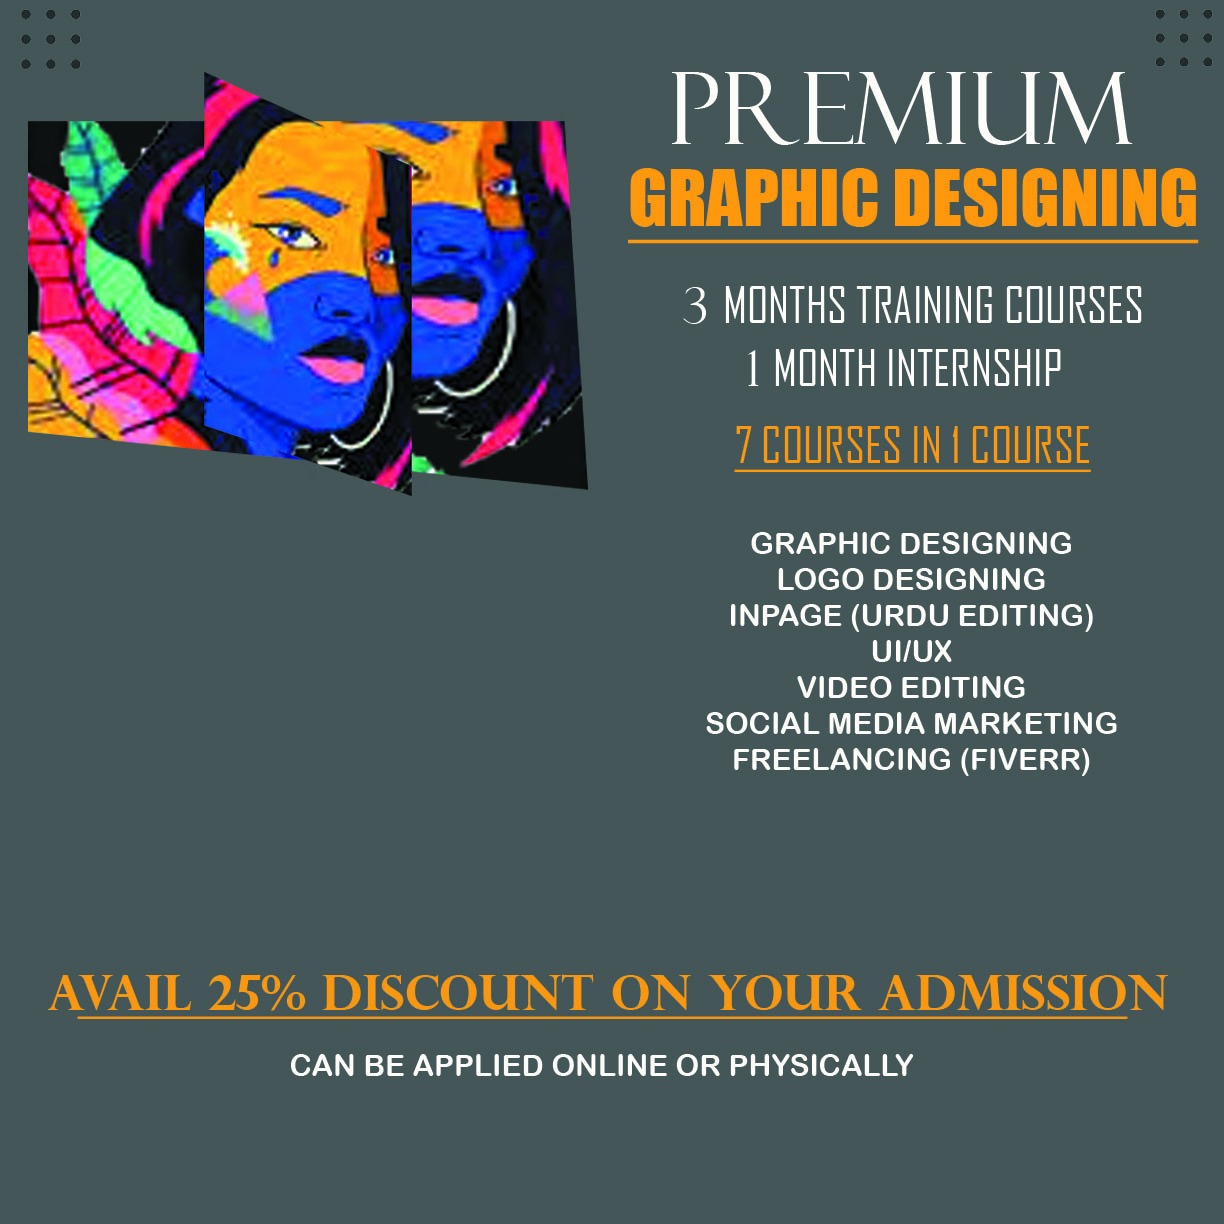 PREMIUM
GRAPHIC DESIGNING
3 MONTHS TRAINING COURSES
1 MONTH INTERNSHIP
7 COURSES IN 1 COURSE
GRAPHIC DESIGNING
LOGO DESIGNING
INPAGE (URDU EDITING)
UI/UX
VIDEO EDITING
SOCIAL MEDIA MARKETING
FREELANCING (FIVERR)
AVAIL 25% DISCOUNT ON YOUR ADMISSION
CAN BE APPLIED ONLINE OR PHYSICALLY